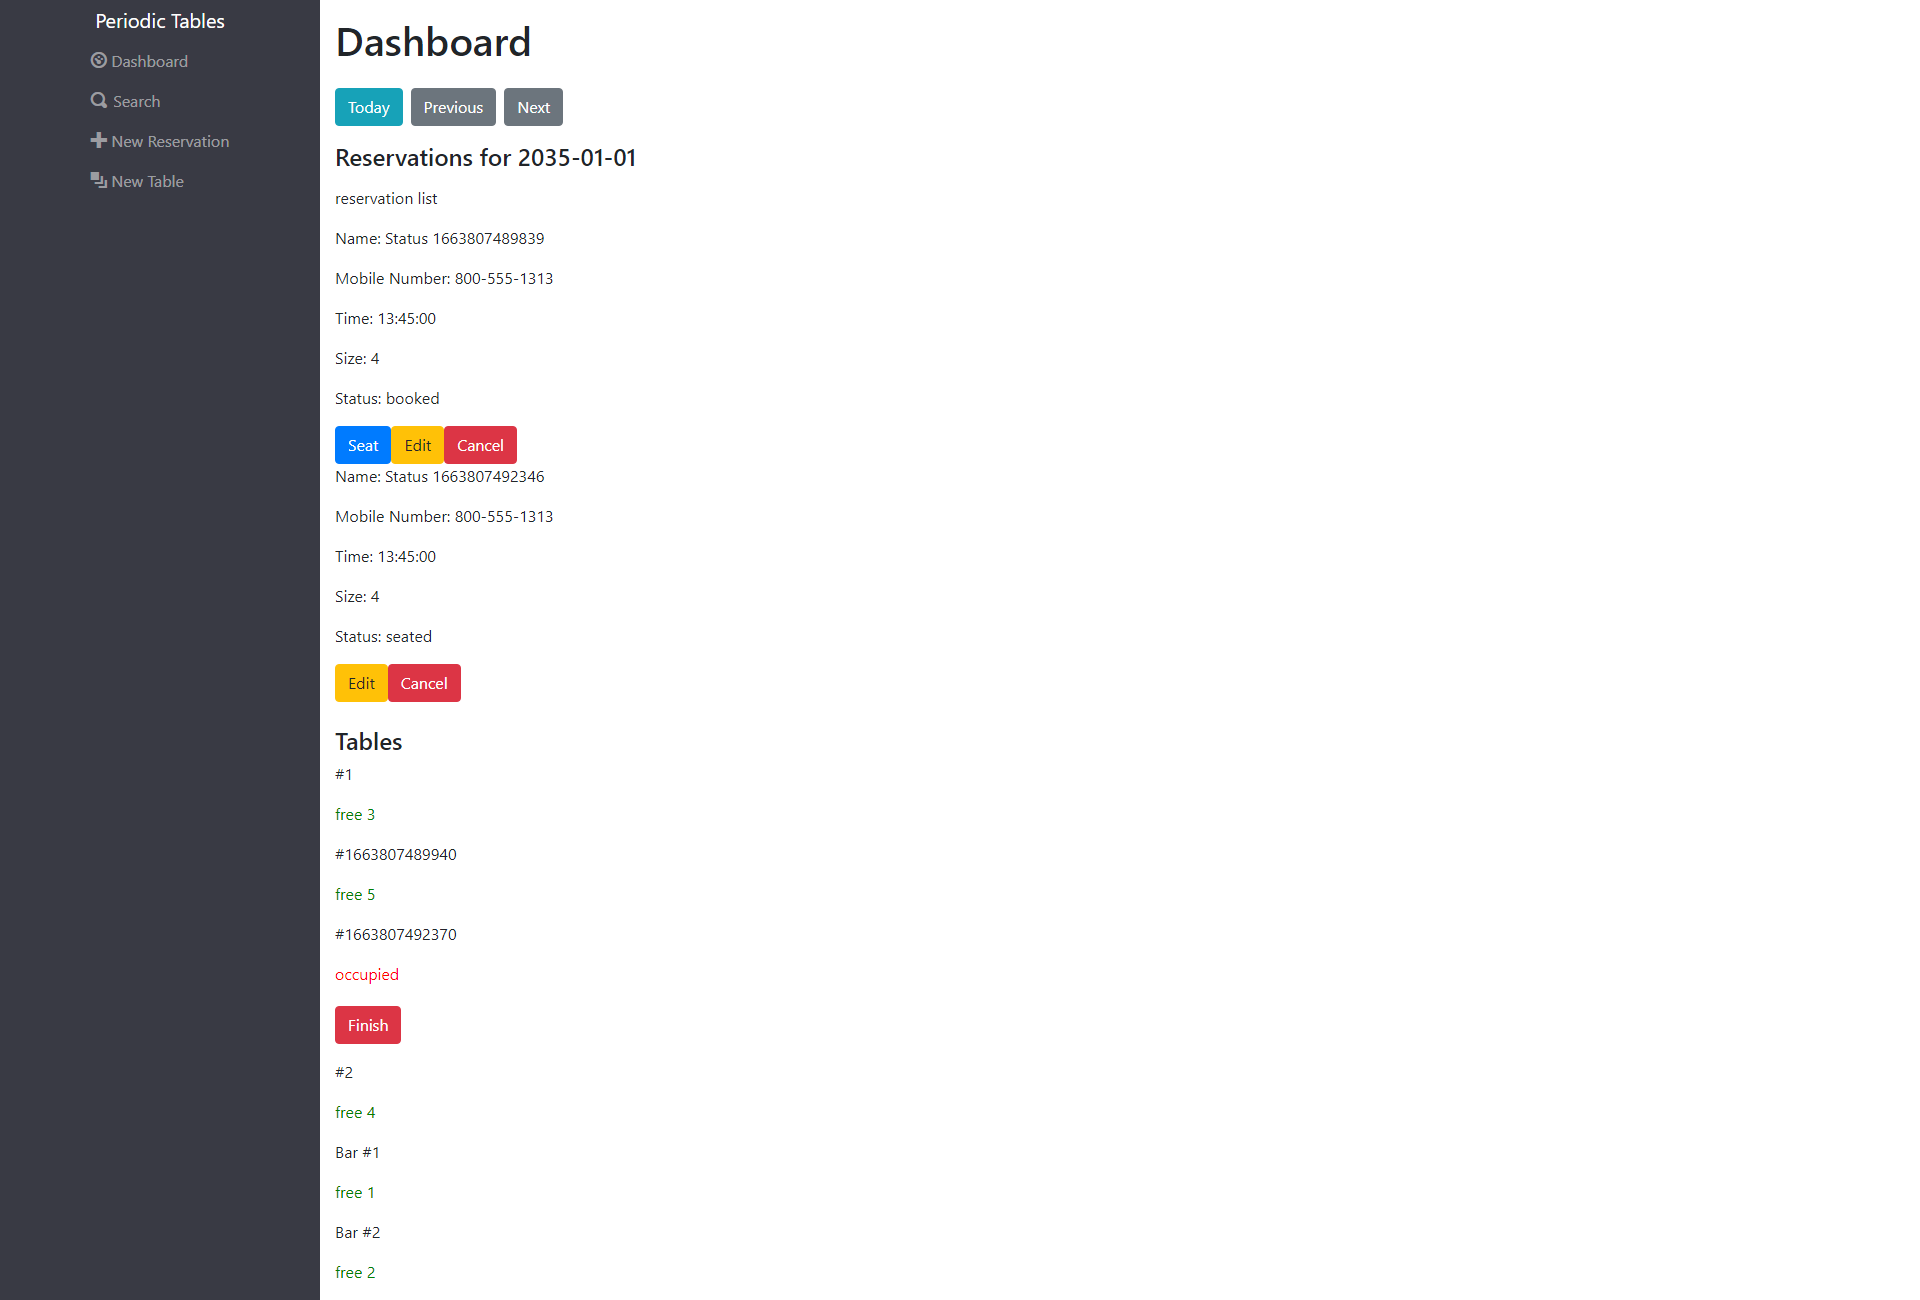 Periodic Tables
Dashboard
Search
New Reservation
New Table
Dashboard
Today Previous Next
Reservations for 2035-01-01
reservation list
Name: Status 1663807489839
Mobile Number: 800-555-1313
Time: 13:45:00
Size: 4
Status: booked
Seat Edit Cancel
Name: Status 1663807492346
Mobile Number: 800-555-1313
Time: 13:45:00
Size: 4
Status: seated
Edit Cancel
Tables
#1
free 3
#1663807489940
free 5
#1663807492370
occupied
Finish
#2
free 4
Bar #1
free 1
Bar #2
free 2